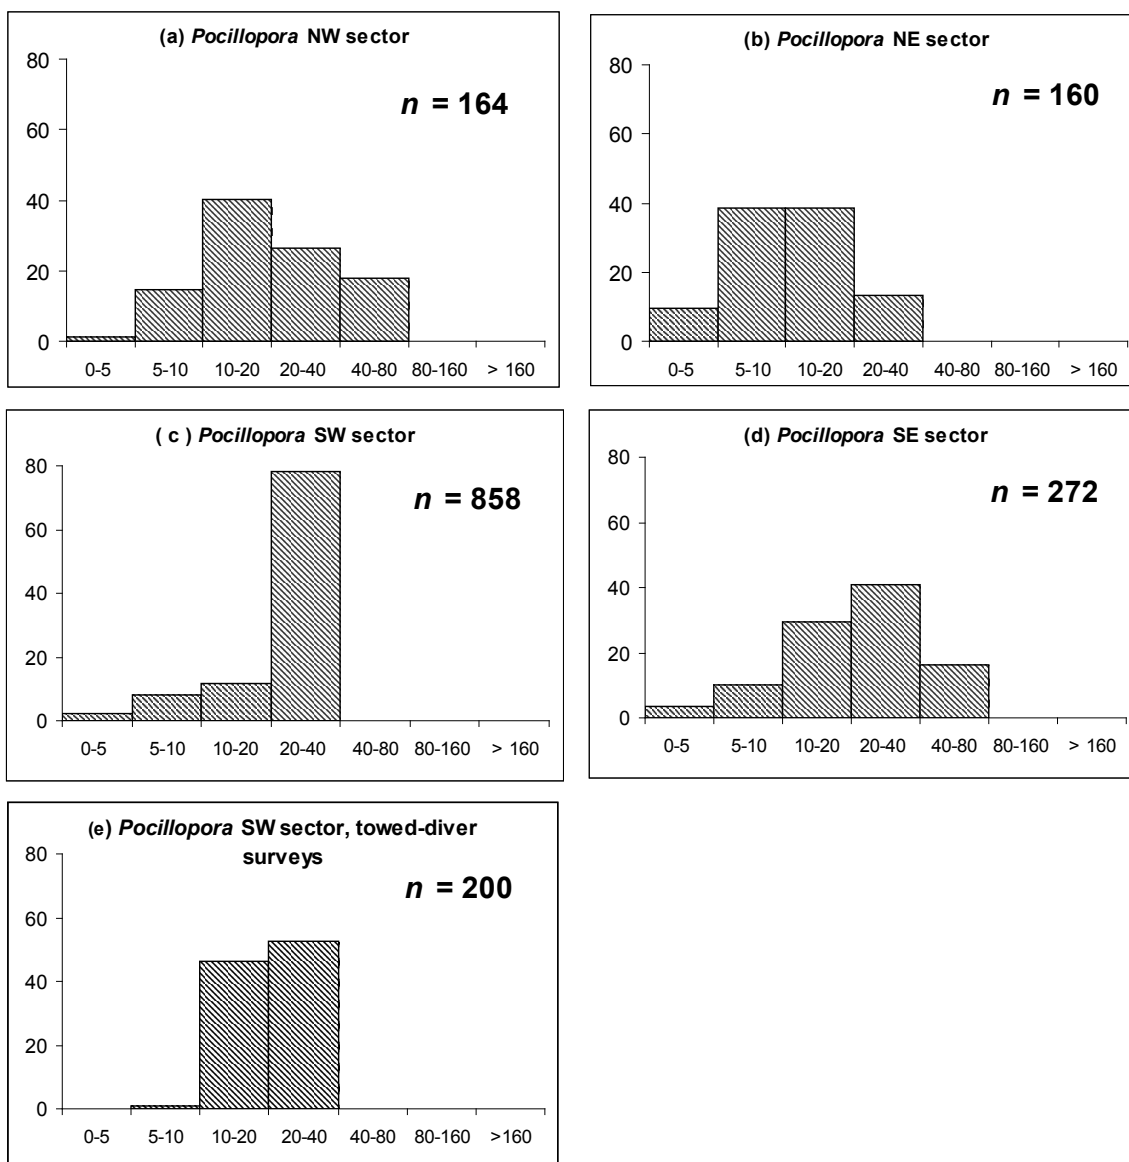 (a) Pocillopora NW sector
n = 164
80
60
40
20
0
0-5 5-10 10-20 20-40 40-80 80-160 > 160
(b) Pocillopora NE sector
n = 160
80
60
40
20
0
0-5 5-10 10-20 20-40 40-80 80-160 > 160
( c ) Pocillopora SW sector
n = 858
80
60
40
20
0
0-5 5-10 10-20 20-40 40-80 80-160 > 160
(d) Pocillopora SE sector
n = 272
80
60
40
20
0
0-5 5-10 10-20 20-40 40-80 80-160 > 160
(e) Pocillopora SW sector, towed-diver
surveys
n = 200
80
60
40
20
0
0-5 5-10 10-20 20-40 40-80 80-160 >160